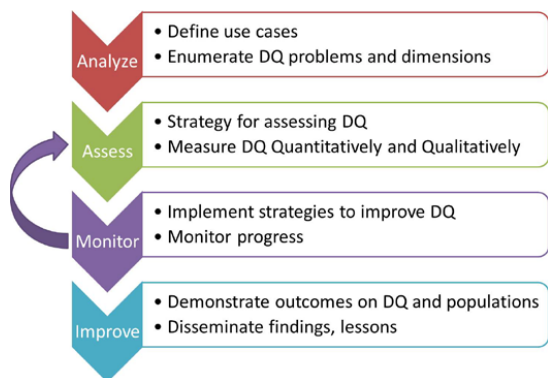 Analyze
• Define use cases
• Enumerate DQ problems and dimensions
Assess
• Strategy for assessing DQ
• Measure DQ Quantitatively and Qualitatively
Monitor
• Implement strategies to improve DQ
• Monitor progress
Improve
• Demonstrate outcomes on DQ and populations
• Disseminate findings, lessons